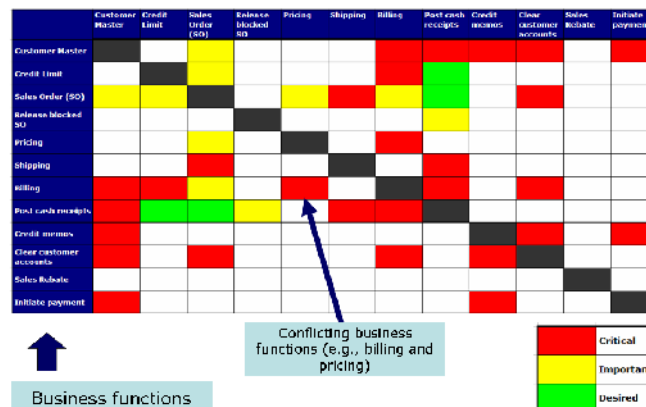 Customer Master
Credit Limit
Sales Order (SO)
Release blocked SO
Pricing
Shipping
Billing
Post cash receipts
Credit memos
Clear customer accounts
Sales Rebate
Initiate payment
Customer Master
Credit Limit
Sales Order (SO)
Release blocked
SO
Pricing
Shipping
Billing
Post cash receipts
Credit memos
Clear customer
accounts
Sales Rebate
Initiate payment
Conflicting business
functions (e.g., billing and
pricing)
Business functions
Critical
Important
Desired